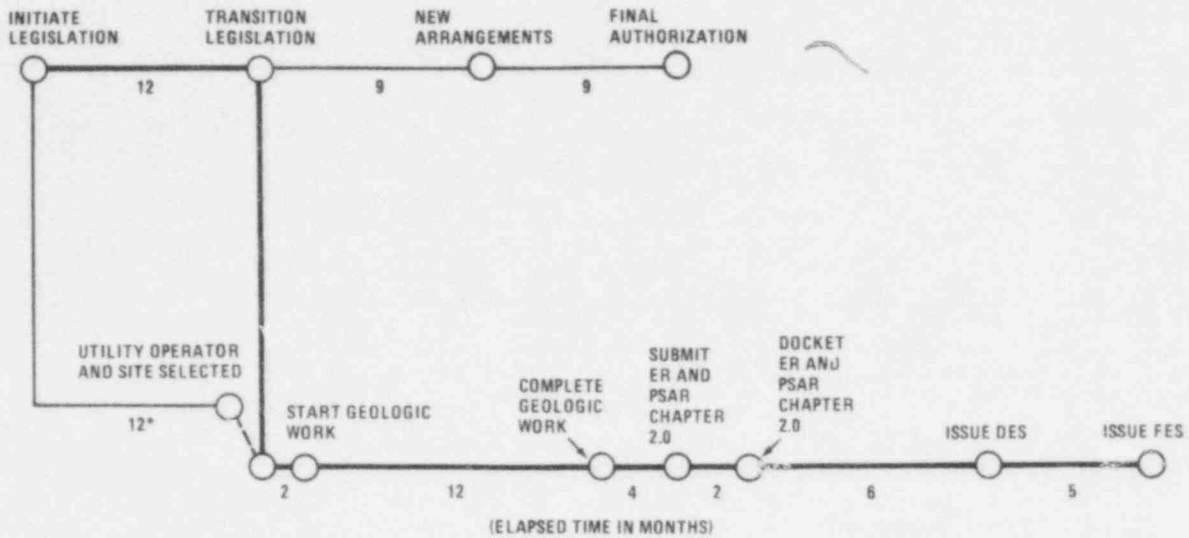 INITIATE
LEGISLATION
TRANSITION
LEGISLATION
NEW
ARRANGEMENTS
FINAL
AUTHORIZATION
12
9
9
UTILITY OPERATOR
AND SITE SELECTED
12*
START GEOLOGIC
WORK
COMPLETE
GEOLOGIC
WORK
SUBMIT
ER AND
PSAR
CHAPTER
2.0
DOCKET
ER AND
PSAR
CHAPTER
2.0
ISSUE DES
ISSUE FES
2
12
4
2
6
5
(ELAPSED TIME IN MONTHS)